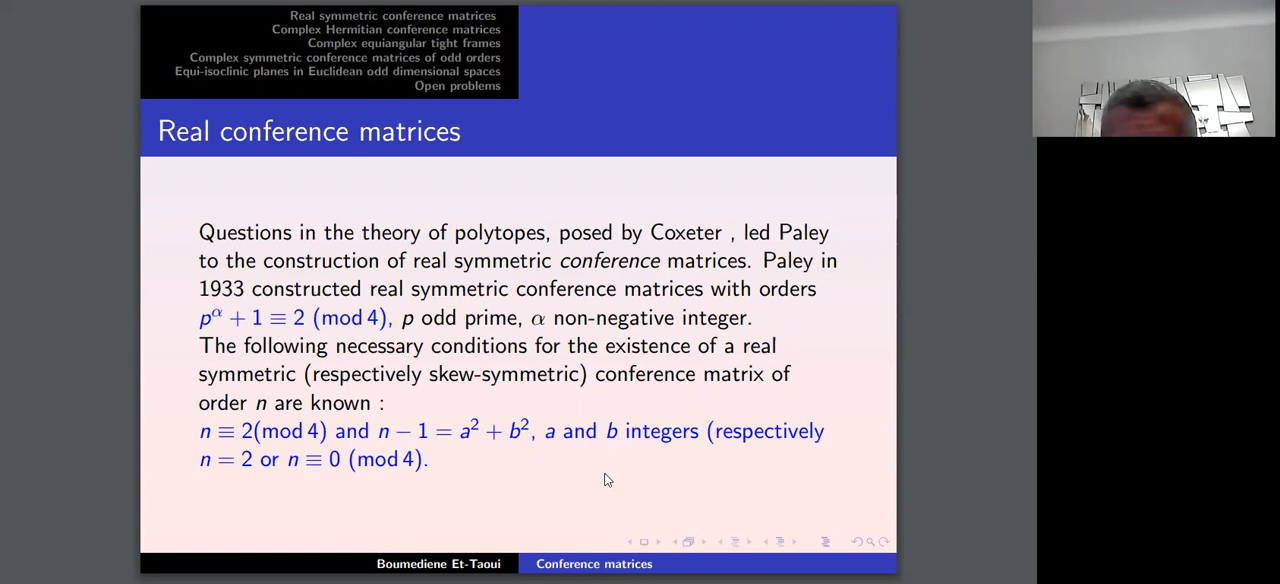 Real symmetric conference matrices
Complex Hermitian conference matrices
Complex equiangular tight frames
Complex symmetric conference matrices of odd orders
Equi-isoclinic planes in Euclidean odd dimensional spaces
Open problems
Real conference matrices
Questions in the theory of polytopes, posed by Coxeter , led Paley
to the construction of real symmetric conference matrices. Paley in
1933 constructed real symmetric conference matrices with orders
p^α + 1 ≡ 2 (mod 4), p odd prime, α non-negative integer.
The following necessary conditions for the existence of a real
symmetric (respectively skew-symmetric) conference matrix of
order n are known :
n ≡ 2(mod 4) and n − 1 = a² + b², a and b integers (respectively
n = 2 or n ≡ 0 (mod 4).
Boumediene Et-Taoui
Conference matrices